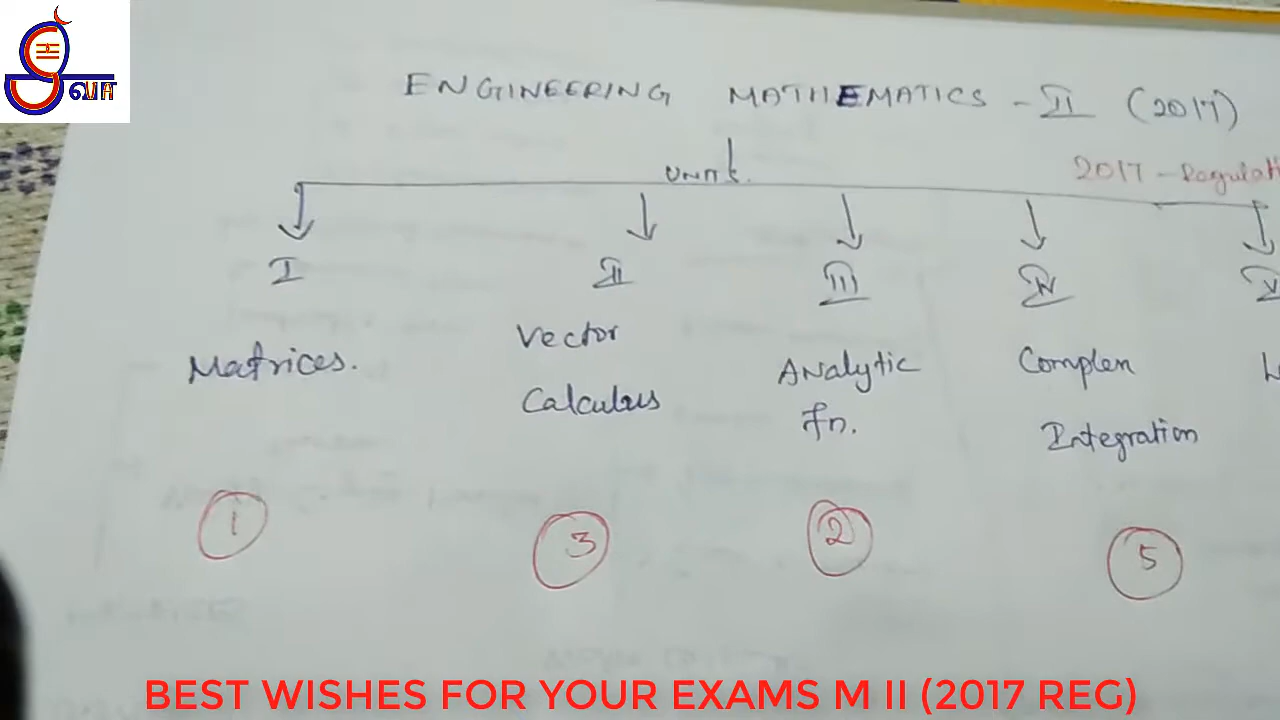 சிவா
ENGINEERING MATHEMATICS - II (2017)
Unit.
2017 - Regulati
I II III IV V
Matrices.
Vector
Calculus
Analytic
fn.
Complex
Integration
L
1 3 2 5
BEST WISHES FOR YOUR EXAMS M II (2017 REG)